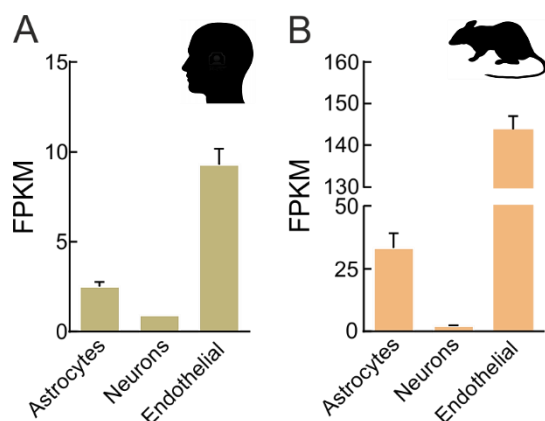 A
FPKM
15
10
5
0
Astrocytes
Neurons
Endothelial
B
FPKM
160
150
140
130
50
25
0
Astrocytes
Neurons
Endothelial